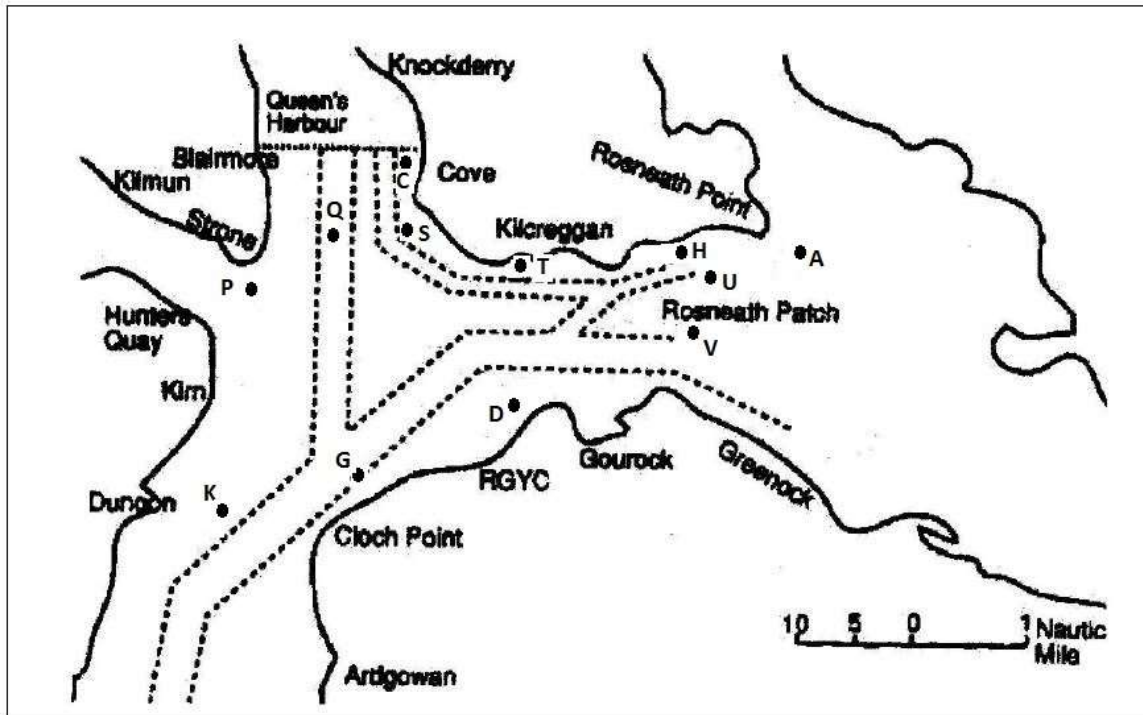 Knockderry
Queen's
Harbour
Blairmore
Kilmun
Strone
C
Cove
Rosneath Point
Q
S
Kilcreggan
H
A
T
U
P
Rosneath Patch
Hunters
Quay
V
Kirn
D
G
Gourock
RGYC
Greenock
Dunoon
K
Cloch Point
10 5 0 1 Nautic
Mile
Ardgowan